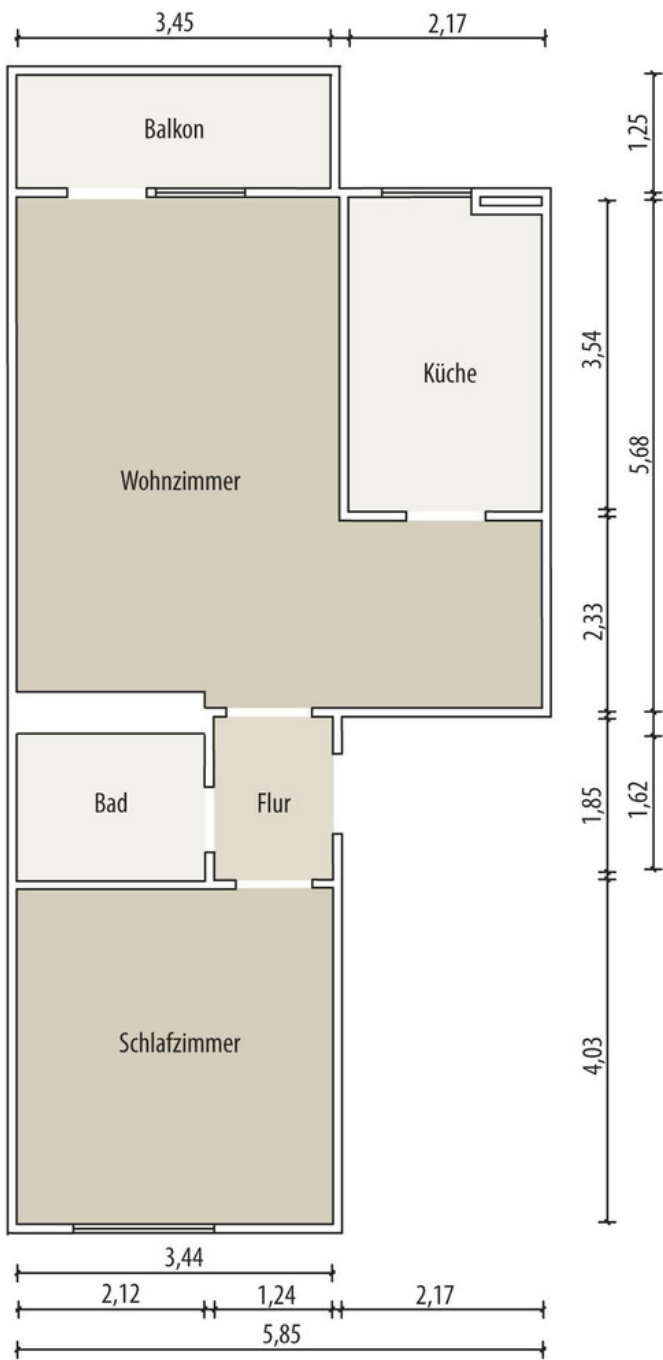 3,45
2,17
Balkon
1,25
Küche
3,54
Wohnzimmer
5,68
2,33
Bad
Flur
1,85
1,62
Schlafzimmer
4,03
3,44
2,12
1,24
2,17
5,85